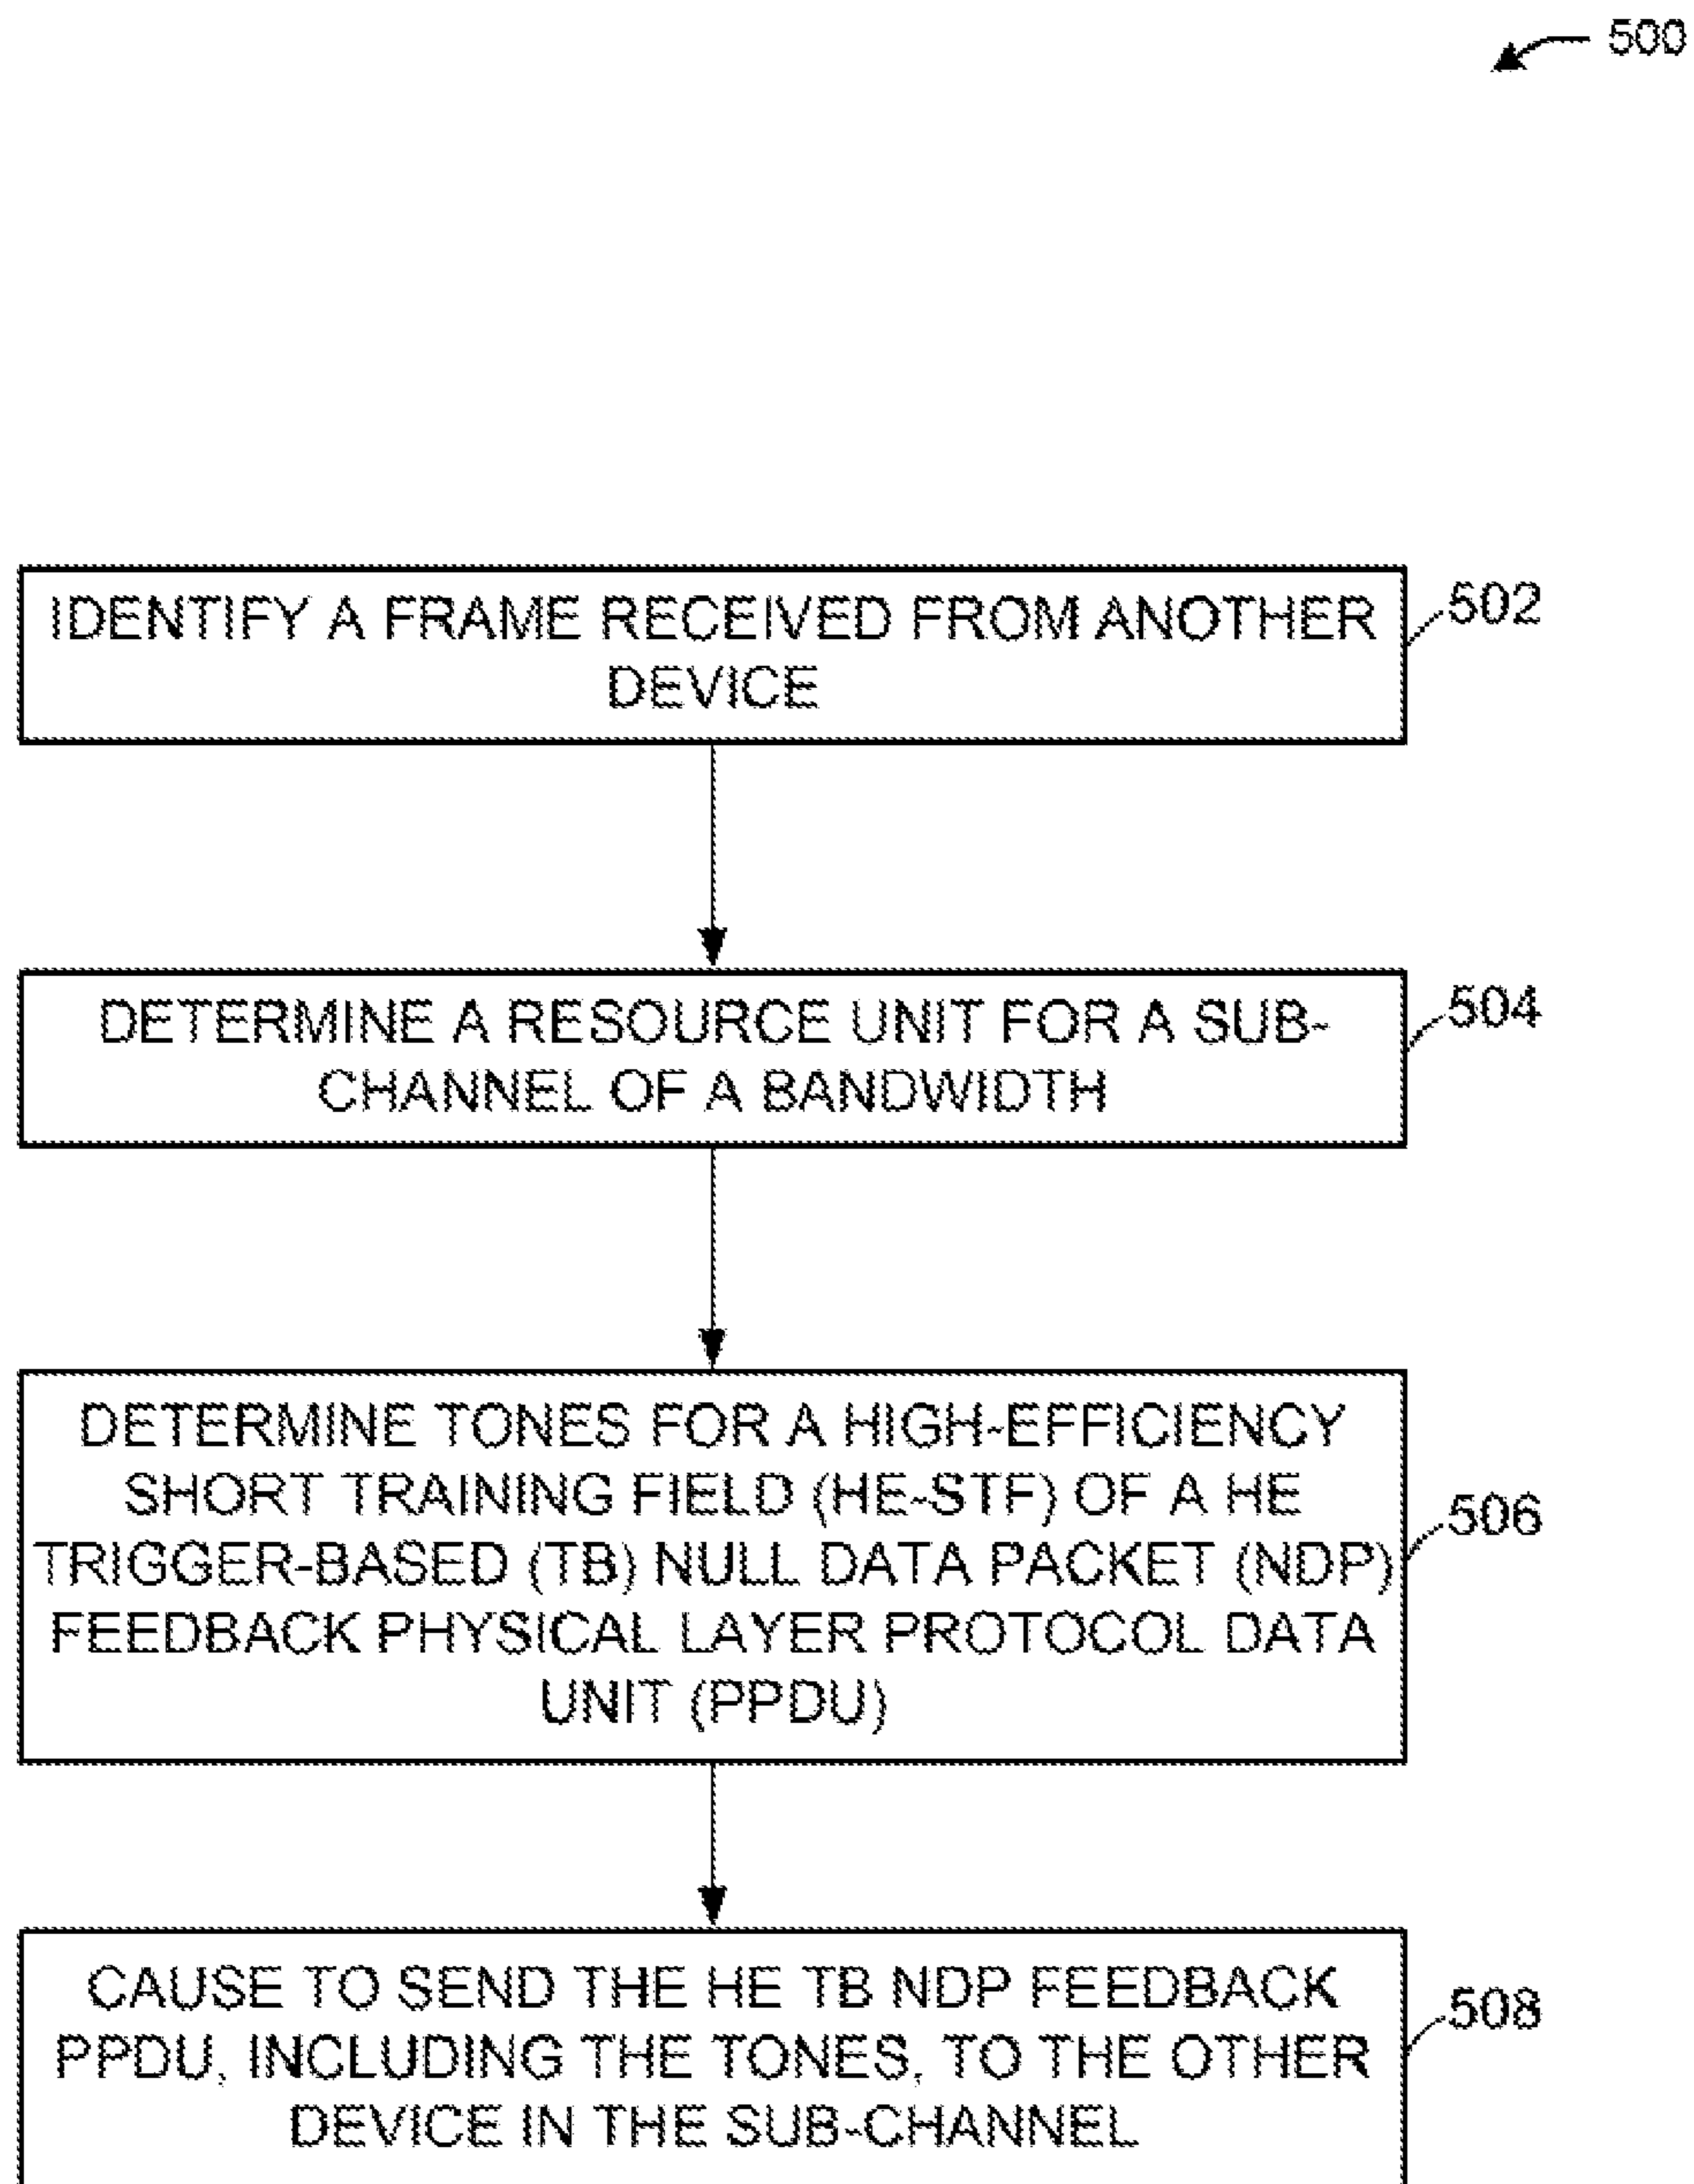 500
IDENTIFY A FRAME RECEIVED FROM ANOTHER
DEVICE
502
DETERMINE A RESOURCE UNIT FOR A SUB-
CHANNEL OF A BANDWIDTH
504
DETERMINE TONES FOR A HIGH-EFFICIENCY
SHORT TRAINING FIELD (HE-STF) OF A HE
TRIGGER-BASED (TB) NULL DATA PACKET (NDP)
FEEDBACK PHYSICAL LAYER PROTOCOL DATA
UNIT (PPDU)
506
CAUSE TO SEND THE HE TB NDP FEEDBACK
PPDU, INCLUDING THE TONES, TO THE OTHER
DEVICE IN THE SUB-CHANNEL
508